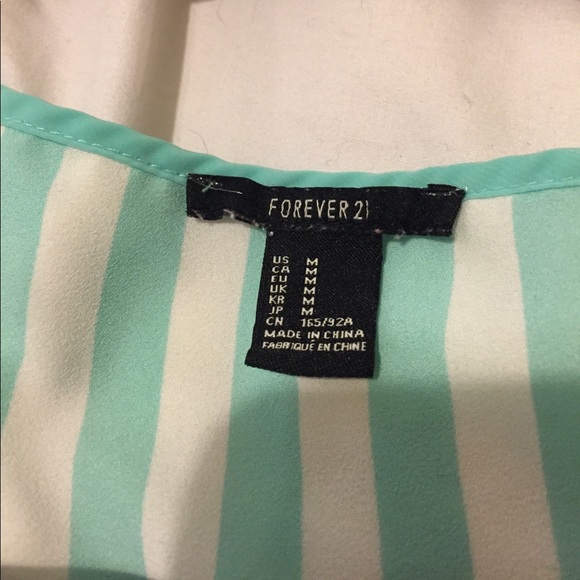 FOREVER 21
US M
CA M
EU M
UK M
KR M
JP M
CN 165/92A
MADE IN CHINA
FABRIQUÉ EN CHINE